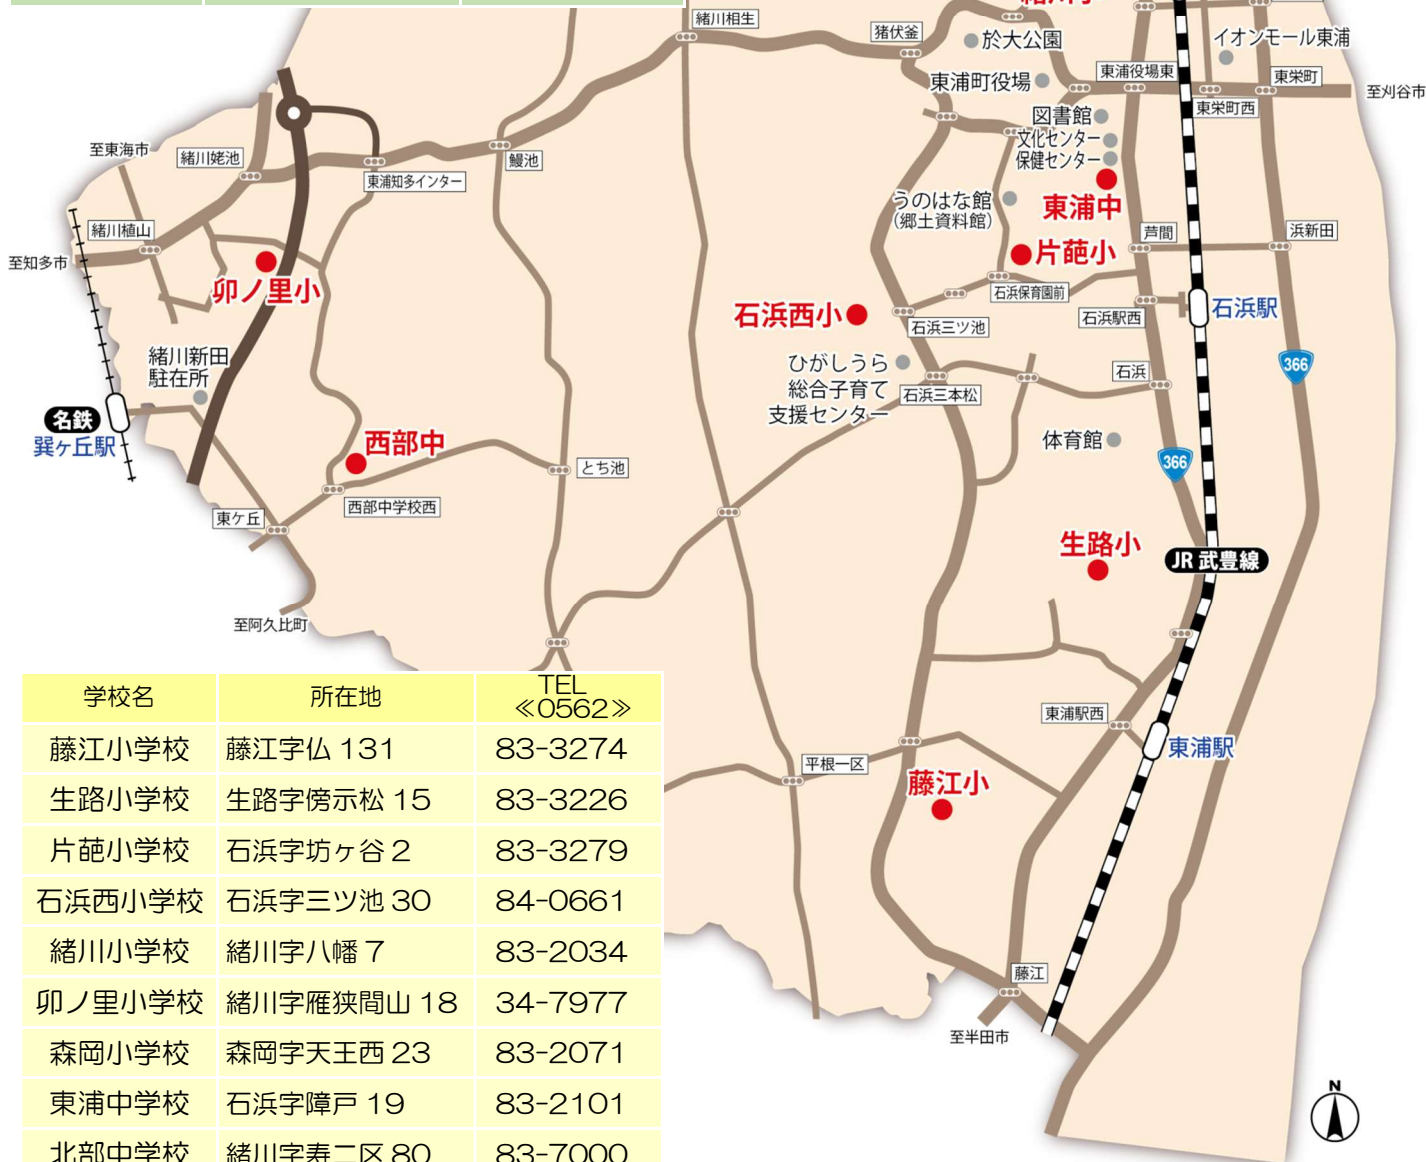 緒川相生
猪伏釜
於大公園
イオンモール東浦
東浦町役場
東浦役場東
東栄町
至刈谷市
東栄町西
図書館
文化センター
保健センター
東浦中
至東海市
緒川姥池
東浦知多インター
鰻池
うのはな館
(郷土資料館)
緒川植山
芦間
浜新田
至知多市
卯ノ里小
片葩小
石浜保育園前
石浜西小
石浜三ツ池
石浜駅西
石浜駅
緒川新田
駐在所
ひがしうら
総合子育て
支援センター
石浜三本松
石浜
366
名鉄
巽ヶ丘駅
西部中
とち池
体育館
366
西部中学校西
東ケ丘
生路小
JR 武豊線
至阿久比町
東浦駅西
東浦駅
平根一区
藤江小
藤江
至半田市
N
学校名 所在地 TEL
≪0562≫
藤江小学校 藤江字仏 131 83-3274
生路小学校 生路字傍示松 15 83-3226
片葩小学校 石浜字坊ヶ谷 2 83-3279
石浜西小学校 石浜字三ツ池 30 84-0661
緒川小学校 緒川字八幡 7 83-2034
卯ノ里小学校 緒川字雁狭間山 18 34-7977
森岡小学校 森岡字天王西 23 83-2071
東浦中学校 石浜字障戸 19 83-2101
北部中学校 緒川字寿二区 80 83-7000